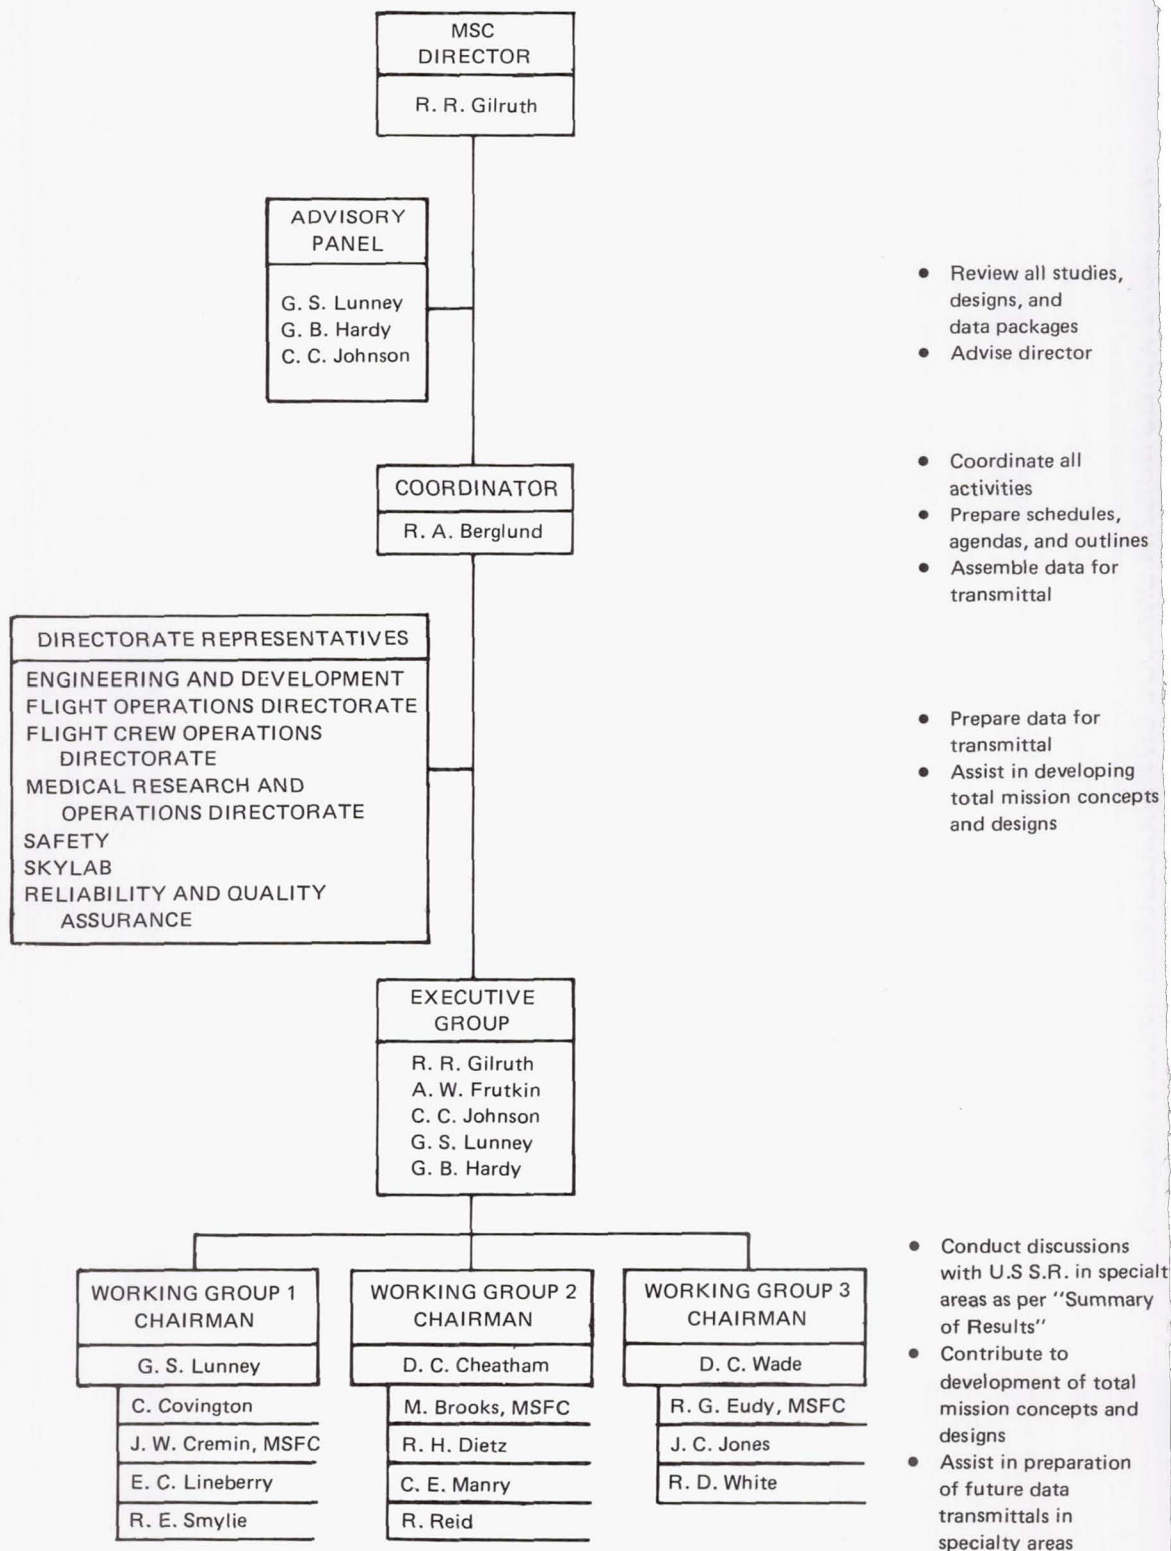 MSC
DIRECTOR
R. R. Gilruth
ADVISORY
PANEL
G. S. Lunney
G. B. Hardy
C. C. Johnson
● Review all studies,
designs, and
data packages
● Advise director
COORDINATOR
R. A. Berglund
● Coordinate all
activities
● Prepare schedules,
agendas, and outlines
● Assemble data for
transmittal
DIRECTORATE REPRESENTATIVES
ENGINEERING AND DEVELOPMENT
FLIGHT OPERATIONS DIRECTORATE
FLIGHT CREW OPERATIONS
DIRECTORATE
MEDICAL RESEARCH AND
OPERATIONS DIRECTORATE
SAFETY
SKYLAB
RELIABILITY AND QUALITY
ASSURANCE
● Prepare data for
transmittal
● Assist in developing
total mission concepts
and designs
EXECUTIVE
GROUP
R. R. Gilruth
A. W. Frutkin
C. C. Johnson
G. S. Lunney
G. B. Hardy
WORKING GROUP 1
CHAIRMAN
G. S. Lunney
C. Covington
J. W. Cremin, MSFC
E. C. Lineberry
R. E. Smylie
WORKING GROUP 2
CHAIRMAN
D. C. Cheatham
M. Brooks, MSFC
R. H. Dietz
C. E. Manry
R. Reid
WORKING GROUP 3
CHAIRMAN
D. C. Wade
R. G. Eudy, MSFC
J. C. Jones
R. D. White
● Conduct discussions
with U.S S.R. in specialt
areas as per "Summary
of Results"
● Contribute to
development of total
mission concepts and
designs
● Assist in preparation
of future data
transmittals in
specialty areas